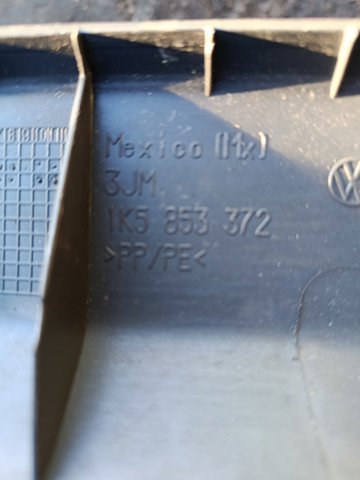 Mexico (Mx)
3JM
1K5 853 372
>PP/PE<